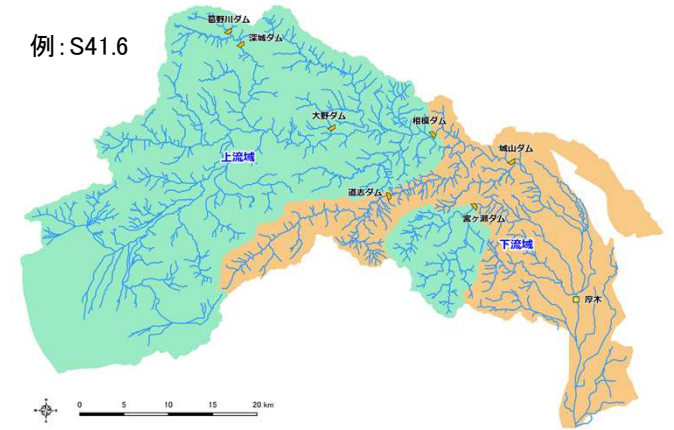 例：S41.6
葛野川ダム
深城ダム
大野ダム
相模ダム
城山ダム
上流域
道志ダム
宮ヶ瀬ダム
下流域
厚木
0 5 10 15 20 km